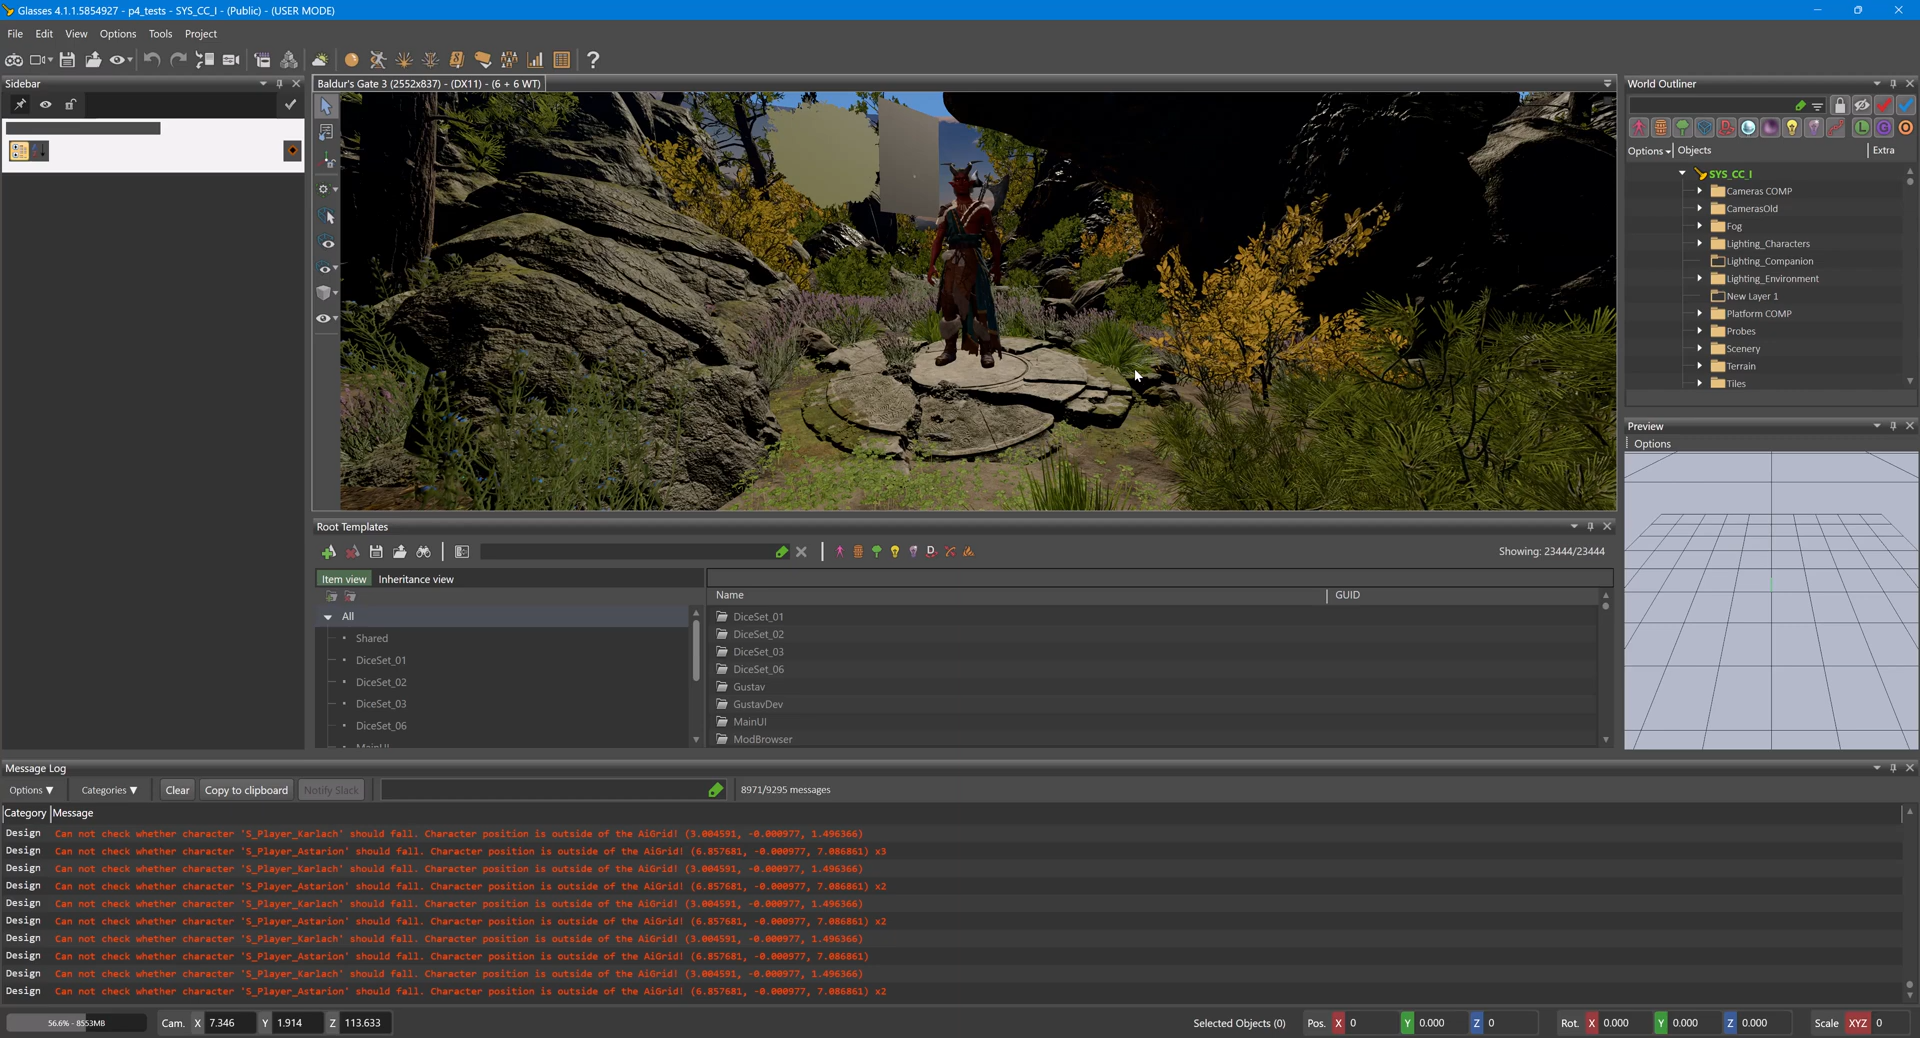 Glasses 4.1.1.5854927 - p4_tests - SYS_CC_I - (Public) - (USER MODE)
File Edit View Options Tools Project
Sidebar
Baldur's Gate 3 (2552x837) - (DX11) - (6 + 6 WT)
World Outliner
Options Objects Extra
SYS_CC_I
Cameras COMP
CamerasOld
Fog
Lighting_Characters
Lighting_Companion
Lighting_Environment
New Layer 1
Platform COMP
Probes
Scenery
Terrain
Tiles
Preview
Options
Root Templates
Showing: 23444/23444
Item view Inheritance view
All
Shared
DiceSet_01
DiceSet_02
DiceSet_03
DiceSet_06
MainUI
Name GUID
DiceSet_01
DiceSet_02
DiceSet_03
DiceSet_06
Gustav
GustavDev
MainUI
ModBrowser
Message Log
Options ▼ Categories ▼ Clear Copy to clipboard Notify Slack 8971/9295 messages
Category Message
Design Can not check whether character 'S_Player_Karlach' should fall. Character position is outside of the AiGrid! (3.004591, -0.000977, 1.496366)
Design Can not check whether character 'S_Player_Astarion' should fall. Character position is outside of the AiGrid! (6.857681, -0.000977, 7.086861) x3
Design Can not check whether character 'S_Player_Karlach' should fall. Character position is outside of the AiGrid! (3.004591, -0.000977, 1.496366)
Design Can not check whether character 'S_Player_Astarion' should fall. Character position is outside of the AiGrid! (6.857681, -0.000977, 7.086861) x2
Design Can not check whether character 'S_Player_Karlach' should fall. Character position is outside of the AiGrid! (3.004591, -0.000977, 1.496366)
Design Can not check whether character 'S_Player_Astarion' should fall. Character position is outside of the AiGrid! (6.857681, -0.000977, 7.086861) x2
Design Can not check whether character 'S_Player_Karlach' should fall. Character position is outside of the AiGrid! (3.004591, -0.000977, 1.496366)
Design Can not check whether character 'S_Player_Astarion' should fall. Character position is outside of the AiGrid! (6.857681, -0.000977, 7.086861)
Design Can not check whether character 'S_Player_Karlach' should fall. Character position is outside of the AiGrid! (3.004591, -0.000977, 1.496366)
Design Can not check whether character 'S_Player_Astarion' should fall. Character position is outside of the AiGrid! (6.857681, -0.000977, 7.086861) x2
56.6% - 8553MB Cam. X 7.346 Y 1.914 Z 113.633 Selected Objects (0) Pos. X 0 Y 0.000 Z 0 Rot. X 0.000 Y 0.000 Z 0.000 Scale XYZ 0